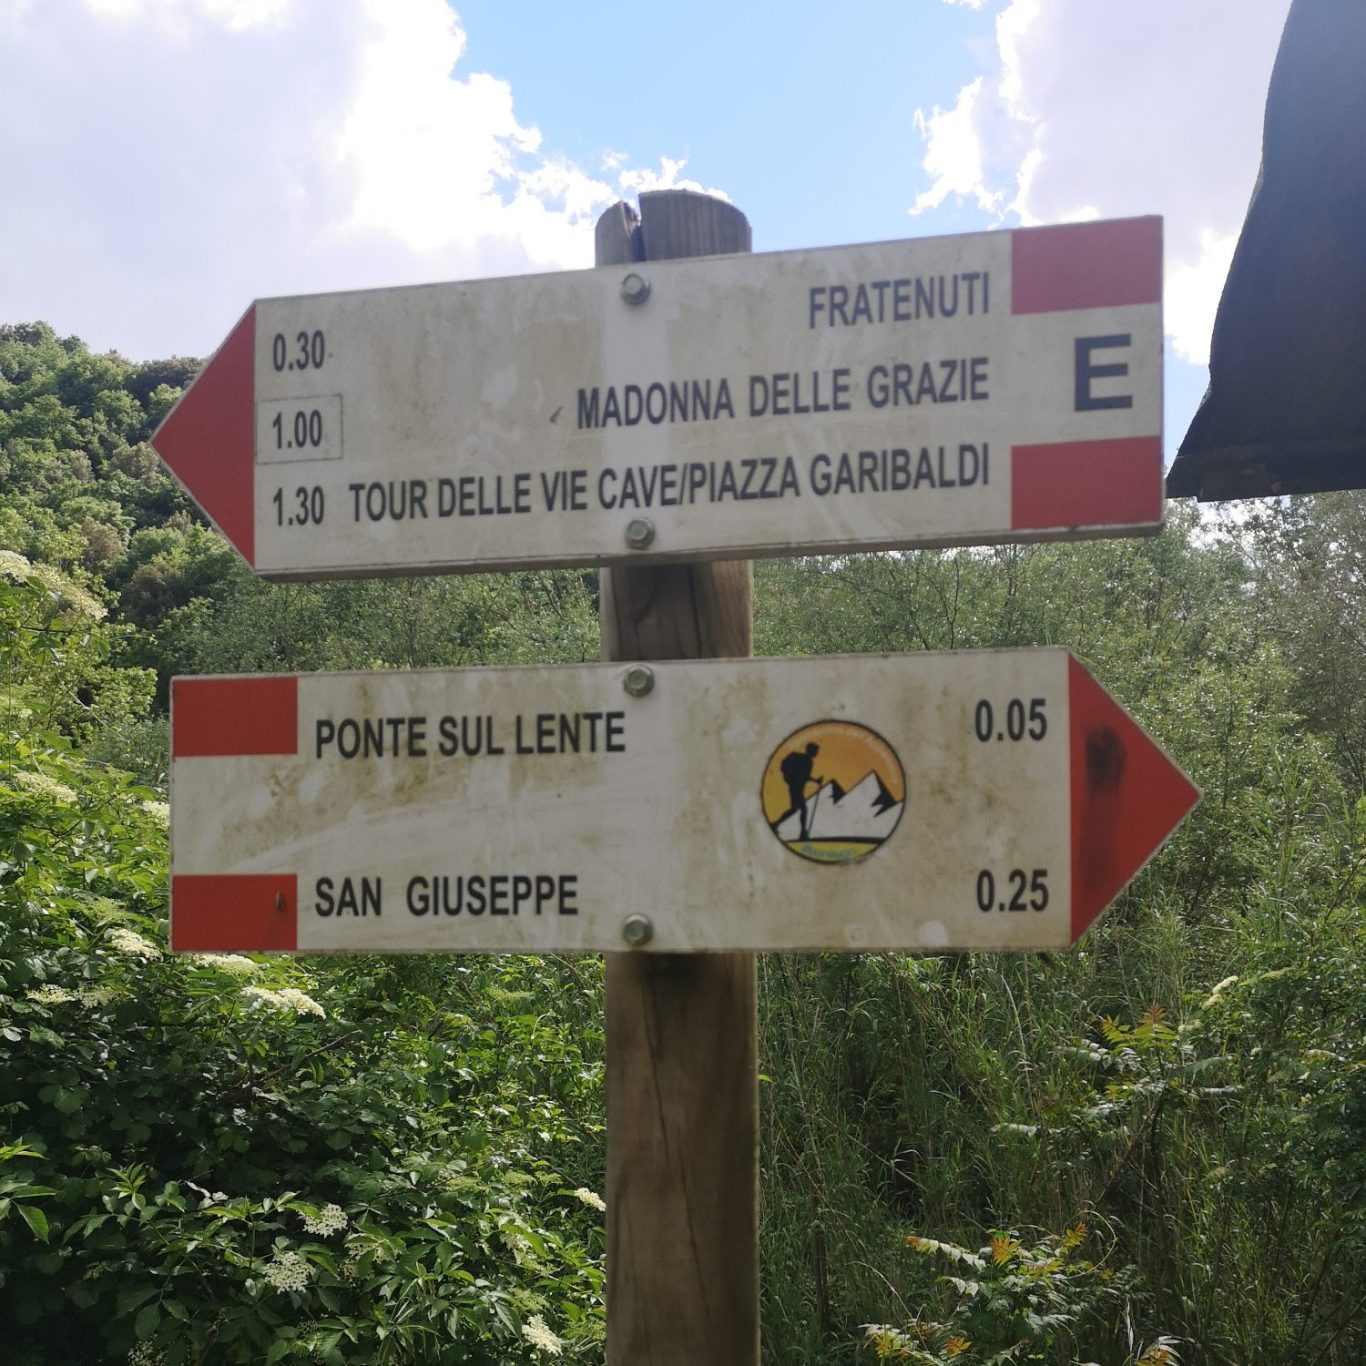 0.30 FRATENUTI
1.00 MADONNA DELLE GRAZIE
1.30 TOUR DELLE VIE CAVE/PIAZZA GARIBALDI
E
PONTE SUL LENTE 0.05
SAN GIUSEPPE 0.25